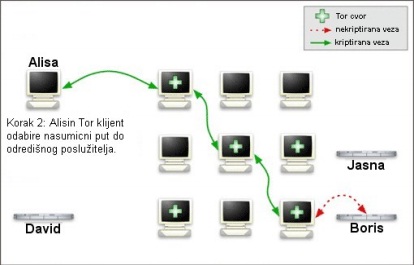 Tor čvor
nekriptirana veza
kriptirana veza
Alisa
Korak 2: Alisin Tor klijent
odabire nasumicni put do
odredišnog poslužitelja.
Jasna
David
Boris